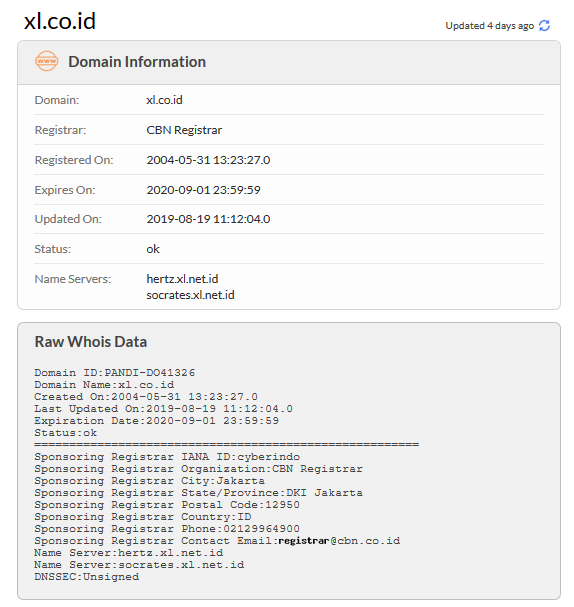 xl.co.id
Updated 4 days ago
www
Domain Information
Domain: xl.co.id
Registrar: CBN Registrar
Registered On: 2004-05-31 13:23:27.0
Expires On: 2020-09-01 23:59:59
Updated On: 2019-08-19 11:12:04.0
Status: ok
Name Servers: hertz.xl.net.id
socrates.xl.net.id
Raw Whois Data
Domain ID:PANDI-DO41326
Domain Name:xl.co.id
Created On:2004-05-31 13:23:27.0
Last Updated On:2019-08-19 11:12:04.0
Expiration Date:2020-09-01 23:59:59
Status:ok
=======================================================
Sponsoring Registrar IANA ID:cyberindo
Sponsoring Registrar Organization:CBN Registrar
Sponsoring Registrar City:Jakarta
Sponsoring Registrar State/Province:DKI Jakarta
Sponsoring Registrar Postal Code:12950
Sponsoring Registrar Country:ID
Sponsoring Registrar Phone:02129964900
Sponsoring Registrar Contact Email:registrar@cbn.co.id
Name Server:hertz.xl.net.id
Name Server:socrates.xl.net.id
DNSSEC:Unsigned